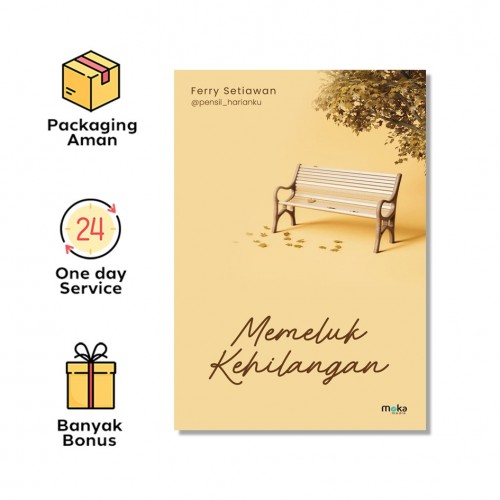 Packaging
Aman
24
One day
Service
Banyak
Bonus
Ferry Setiawan
@pensil_harianku
Memeluk
Kehilangan
moka